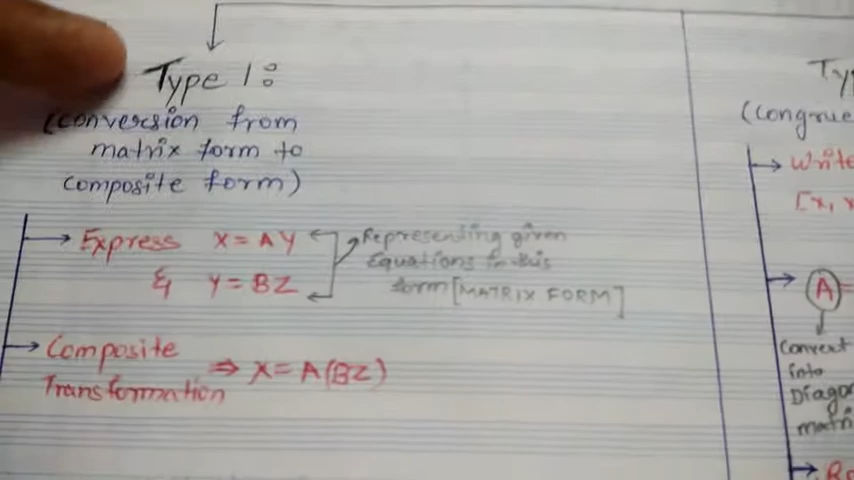 Type 1:
(conversion from
matrix form to
composite form)
Express X = AY
& Y = BZ
Representing given
Equations in this
form [MATRIX FORM]
Composite
Transformation ⇒ X = A(BZ)
Ty
(Congrue
Write
[x, x
A =
Convert
into
Diago
matri